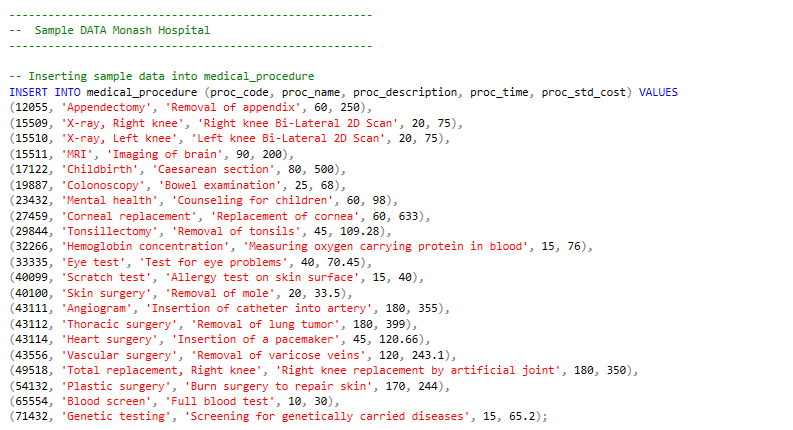 --------------------------------------------------------
--  Sample DATA Monash Hospital
--------------------------------------------------------
-- Inserting sample data into medical_procedure
INSERT INTO medical_procedure (proc_code, proc_name, proc_description, proc_time, proc_std_cost) VALUES
(12055, 'Appendectomy', 'Removal of appendix', 60, 250),
(15509, 'X-ray, Right knee', 'Right knee Bi-Lateral 2D Scan', 20, 75),
(15510, 'X-ray, Left knee', 'Left knee Bi-Lateral 2D Scan', 20, 75),
(15511, 'MRI', 'Imaging of brain', 90, 200),
(17122, 'Childbirth', 'Caesarean section', 80, 500),
(19887, 'Colonoscopy', 'Bowel examination', 25, 68),
(23432, 'Mental health', 'Counseling for children', 60, 98),
(27459, 'Corneal replacement', 'Replacement of cornea', 60, 633),
(29844, 'Tonsillectomy', 'Removal of tonsils', 45, 109.28),
(32266, 'Hemoglobin concentration', 'Measuring oxygen carrying protein in blood', 15, 76),
(33335, 'Eye test', 'Test for eye problems', 40, 70.45),
(40099, 'Scratch test', 'Allergy test on skin surface', 15, 40),
(40100, 'Skin surgery', 'Removal of mole', 20, 33.5),
(43111, 'Angiogram', 'Insertion of catheter into artery', 180, 355),
(43112, 'Thoracic surgery', 'Removal of lung tumor', 180, 399),
(43114, 'Heart surgery', 'Insertion of a pacemaker', 45, 120.66),
(43556, 'Vascular surgery', 'Removal of varicose veins', 120, 243.1),
(49518, 'Total replacement, Right knee', 'Right knee replacement by artificial joint', 180, 350),
(54132, 'Plastic surgery', 'Burn surgery to repair skin', 170, 244),
(65554, 'Blood screen', 'Full blood test', 10, 30),
(71432, 'Genetic testing', 'Screening for genetically carried diseases', 15, 65.2);